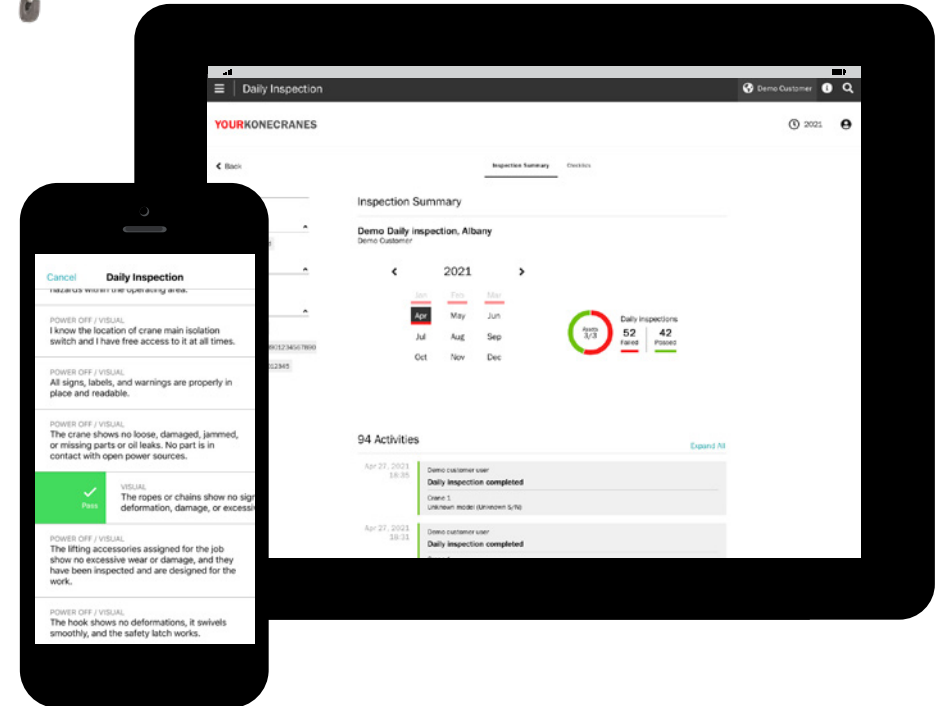 Daily Inspection
Demo Customer
YOURKONECRANES
2021
Back
Inspection Summary
Checklists
Inspection Summary
Demo Daily inspection, Albany
Demo Customer
2021
Jan Feb Mar
Apr May Jun
Jul Aug Sep
Oct Nov Dec
Assets
3/3
Daily inspections
52 42
Failed Passed
8901234567890
012345
94 Activities
Expand All
Apr 27, 2021
18:35
Demo customer user
Daily inspection completed
Crane 1
Unknown model (Unknown S/N)
Apr 27, 2021
18:31
Demo customer user
Daily inspection completed
Cancel
Daily Inspection
hazards within the operating area.
POWER OFF / VISUAL
I know the location of crane main isolation
switch and I have free access to it at all times.
POWER OFF / VISUAL
All signs, labels, and warnings are properly in
place and readable.
POWER OFF / VISUAL
The crane shows no loose, damaged, jammed,
or missing parts or oil leaks. No part is in
contact with open power sources.
Pass
VISUAL
The ropes or chains show no sign
deformation, damage, or excessiv
POWER OFF / VISUAL
The lifting accessories assigned for the job
show no excessive wear or damage, and they
have been inspected and are designed for the
work.
POWER OFF / VISUAL
The hook shows no deformations, it swivels
smoothly, and the safety latch works.